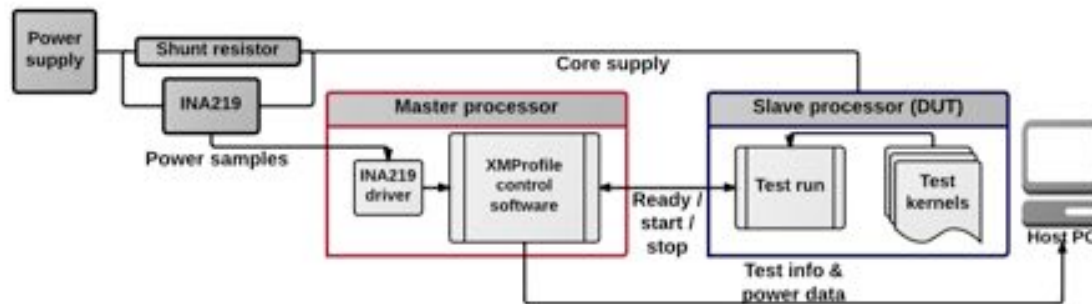 Power
supply
Shunt resistor
INA219
Core supply
Power samples
Master processor
INA219
driver
XMProfile
control
software
Ready /
start /
stop
Slave processor (DUT)
Test run
Test
kernels
Host PC
Test info &
power data